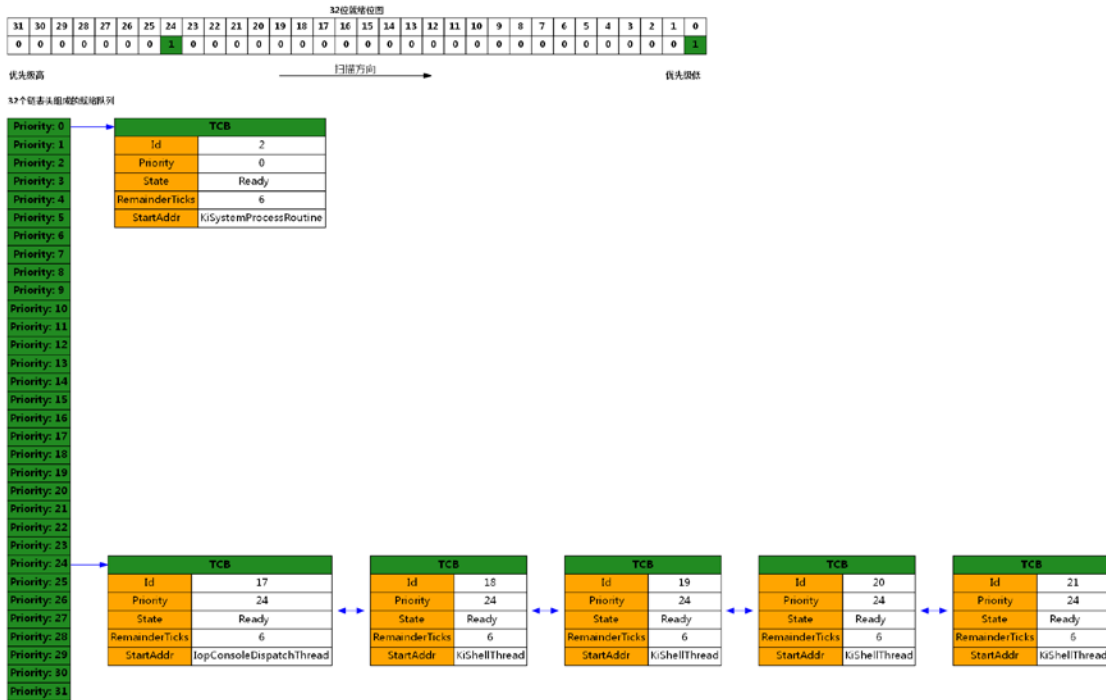 32位就绪位图
31 30 29 28 27 26 25 24 23 22 21 20 19 18 17 16 15 14 13 12 11 10 9 8 7 6 5 4 3 2 1 0
0 0 0 0 0 0 0 1 0 0 0 0 0 0 0 0 0 0 0 0 0 0 0 0 0 0 0 0 0 0 0 1
优先级高 扫描方向 优先级低
32个链表头组成的就绪队列
Priority: 0 TCB
Priority: 1 Id 2
Priority: 2 Priority 0
Priority: 3 State Ready
Priority: 4 RemainderTicks 6
Priority: 5 StartAddr KiSystemProcessRoutine
Priority: 6
Priority: 7
Priority: 8
Priority: 9
Priority: 10
Priority: 11
Priority: 12
Priority: 13
Priority: 14
Priority: 15
Priority: 16
Priority: 17
Priority: 18
Priority: 19
Priority: 20
Priority: 21
Priority: 22
Priority: 23
Priority: 24 TCB TCB TCB TCB TCB
Priority: 25 Id 17 Id 18 Id 19 Id 20 Id 21
Priority: 26 Priority 24 Priority 24 Priority 24 Priority 24 Priority 24
Priority: 27 State Ready State Ready State Ready State Ready State Ready
Priority: 28 RemainderTicks 6 RemainderTicks 6 RemainderTicks 6 RemainderTicks 6 RemainderTicks 6
Priority: 29 StartAddr IopConsoleDispatchThread StartAddr KiShellThread StartAddr KiShellThread StartAddr KiShellThread StartAddr KiShellThread
Priority: 30
Priority: 31